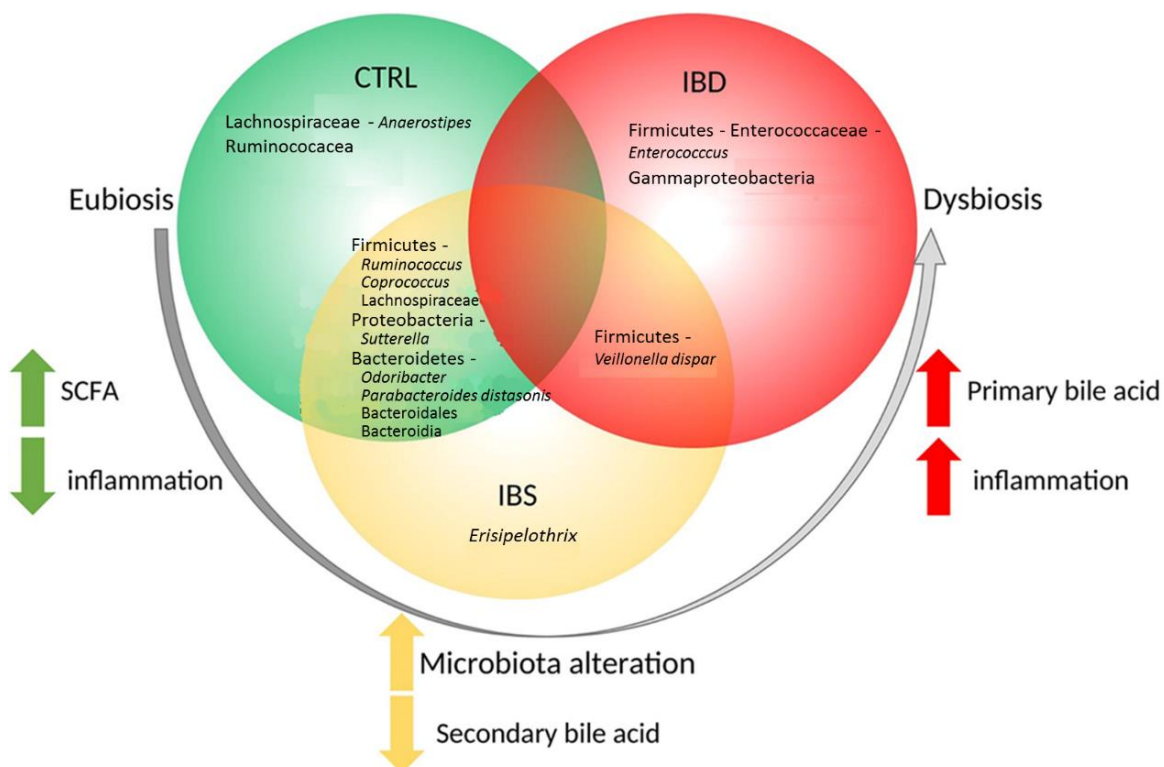 CTRL
Lachnospiraceae - Anaerostipes
Ruminococacea
IBD
Firmicutes - Enterococcaceae -
Enterococccus
Gammaproteobacteria
Eubiosis
Dysbiosis
Firmicutes -
Ruminococcus
Coprococcus
Lachnospiraceae
Proteobacteria -
Sutterella
Bacteroidetes -
Odoribacter
Parabacteroides distasonis
Bacteroidales
Bacteroidia
Firmicutes -
Veillonella dispar
IBS
Erisipelothrix
SCFA
inflammation
Primary bile acid
inflammation
Microbiota alteration
Secondary bile acid